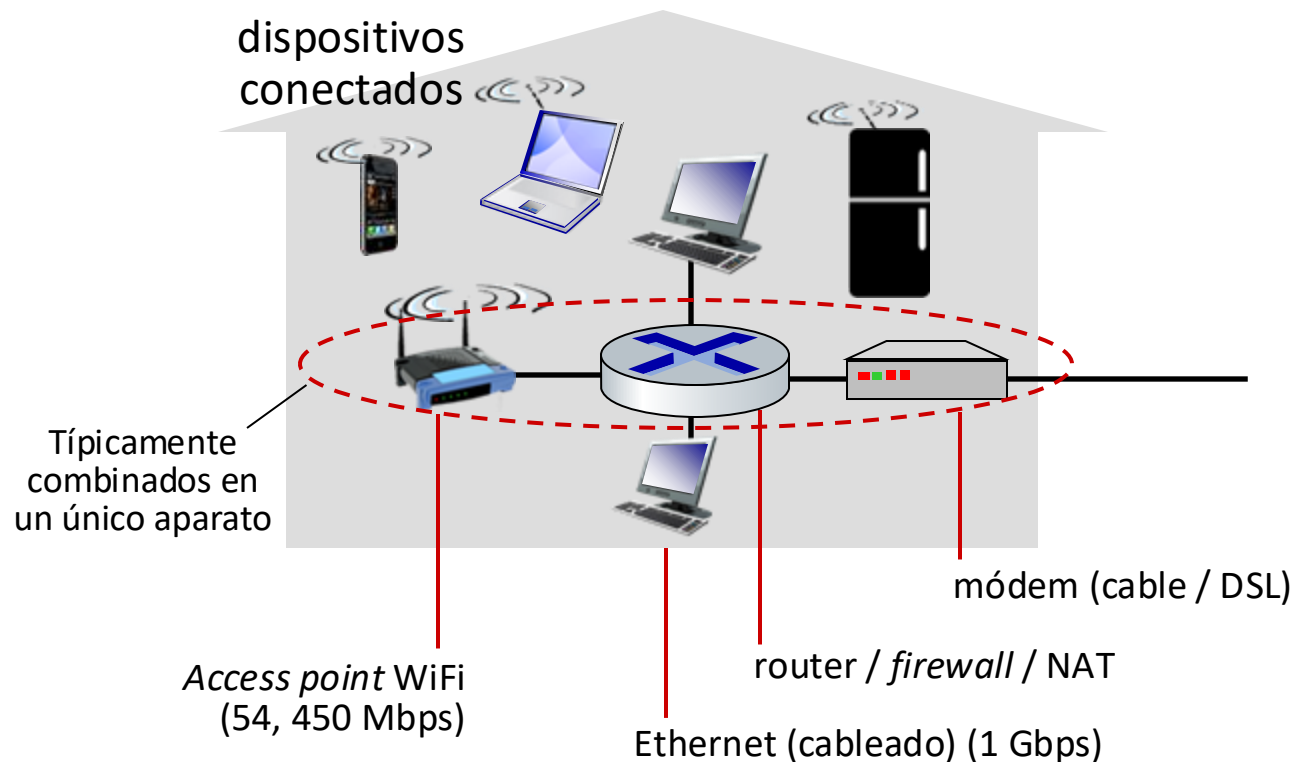 dispositivos
conectados
Típicamente
combinados en
un único aparato
módem (cable / DSL)
router / firewall / NAT
Access point WiFi
(54, 450 Mbps)
Ethernet (cableado) (1 Gbps)